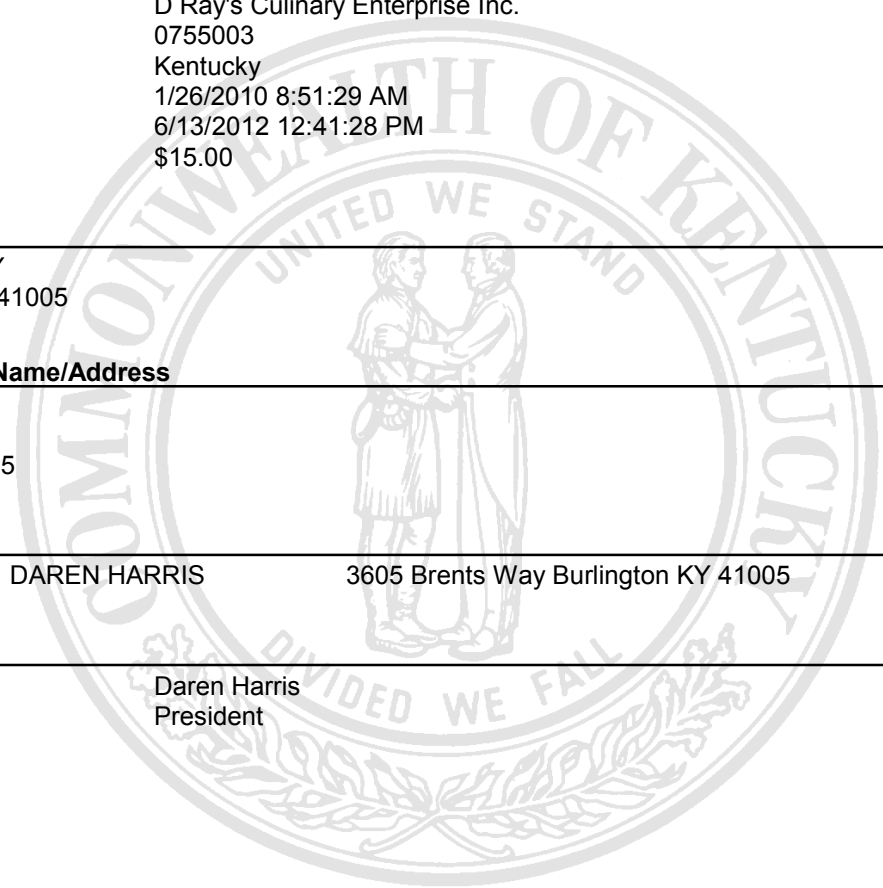 D Ray's Culinary Enterprise Inc.
0755003
Kentucky
1/26/2010 8:51:29 AM
6/13/2012 12:41:28 PM
$15.00
41005
Name/Address
5
DAREN HARRIS 3605 Brents Way Burlington KY 41005
Daren Harris
President
COMMONWEALTH OF KENTUCKY
UNITED WE STAND
DIVIDED WE FALL